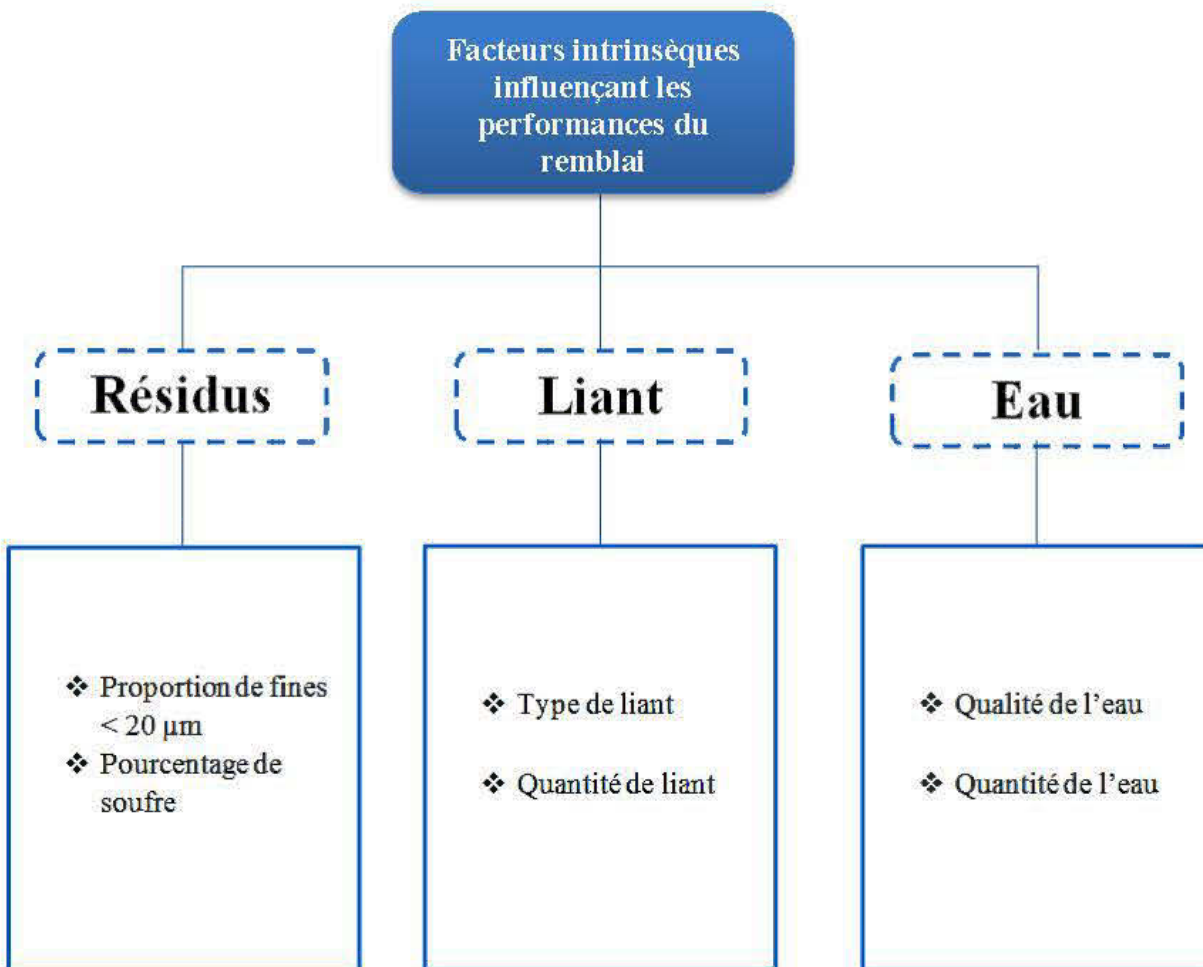 Facteurs intrinsèques
influençant les
performances du
remblai
Résidus
Liant
Eau
❖ Proportion de fines
< 20 µm
❖ Pourcentage de
soufre
❖ Type de liant
❖ Quantité de liant
❖ Qualité de l’eau
❖ Quantité de l’eau